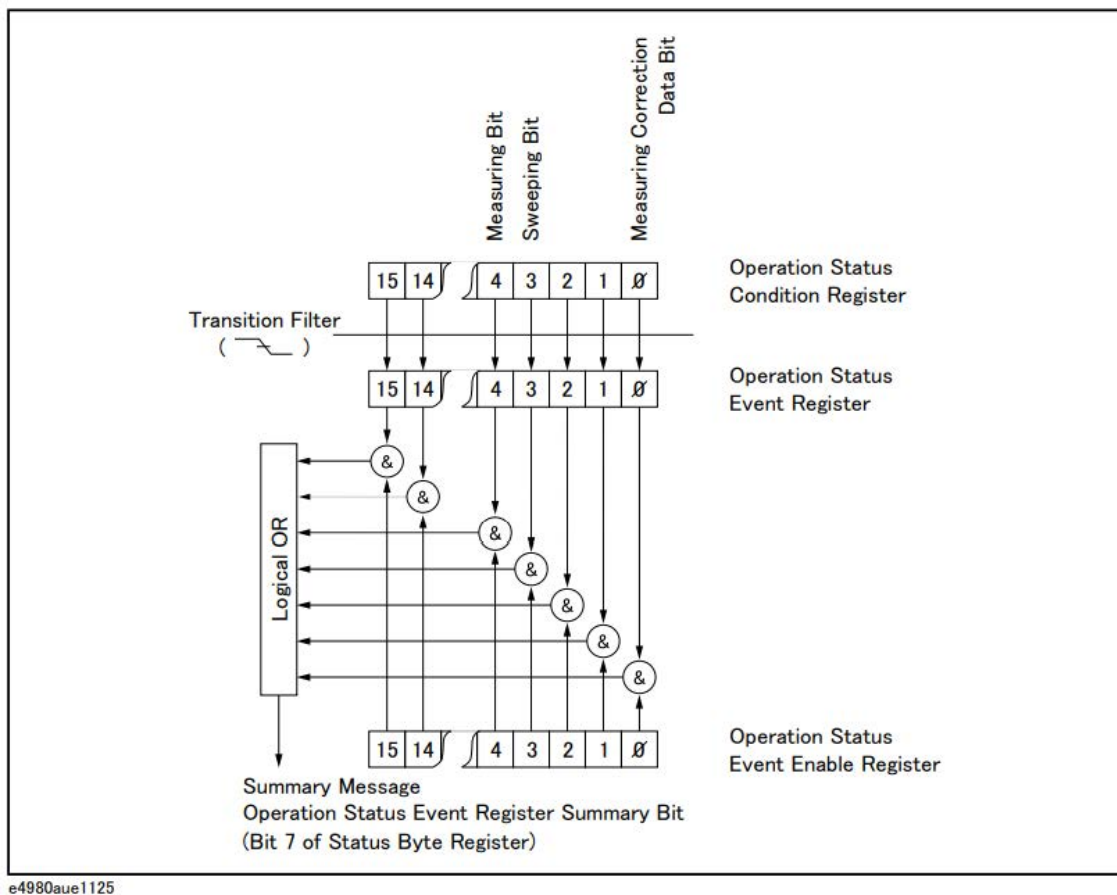 Measuring Bit
Sweeping Bit
Measuring Correction
Data Bit
15 14 4 3 2 1 0
Operation Status
Condition Register
Transition Filter
( )
15 14 4 3 2 1 0
Operation Status
Event Register
&
&
&
&
&
&
&
Logical OR
15 14 4 3 2 1 0
Operation Status
Event Enable Register
Summary Message
Operation Status Event Register Summary Bit
(Bit 7 of Status Byte Register)
e4980aue1125